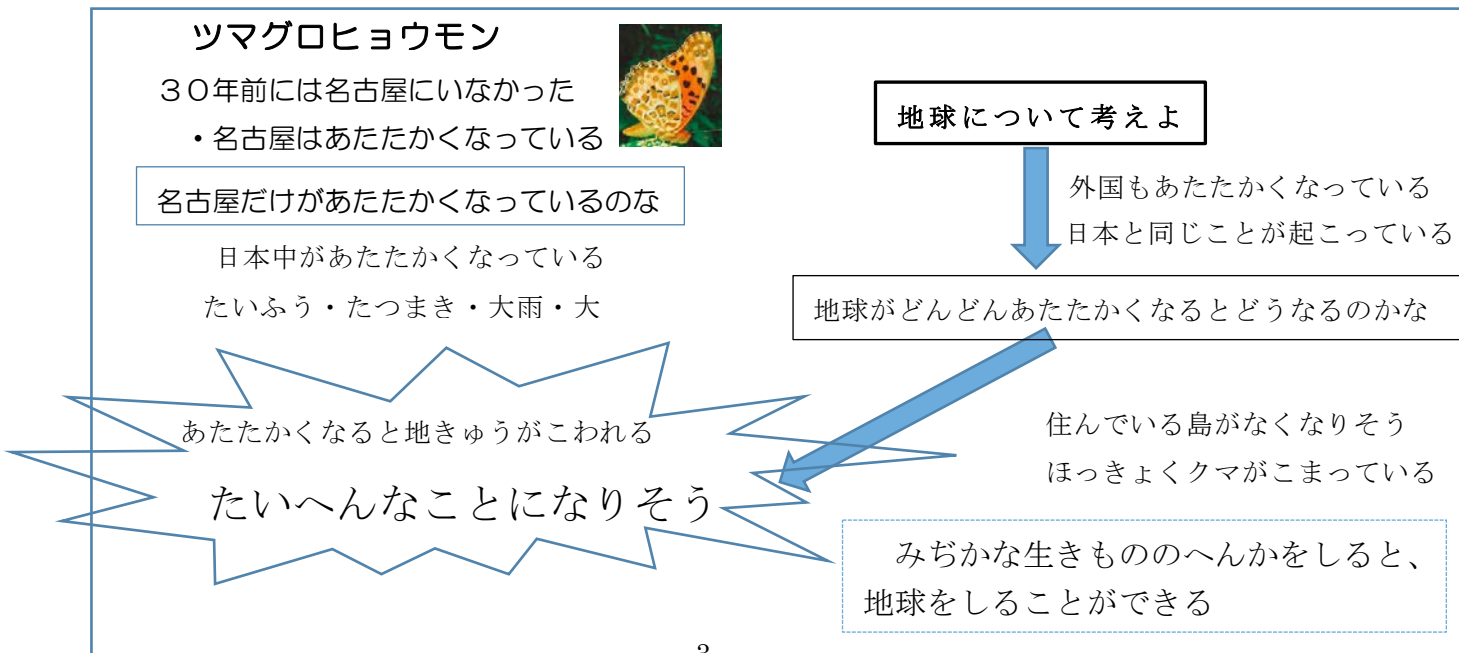 ツマグロヒョウモン
３０年前には名古屋にいなかった
・名古屋はあたたかくなっている
名古屋だけがあたたかくなっているのな
日本中があたたかくなっている
たいふう・たつまき・大雨・大
あたたかくなると地きゅうがこわれる
たいへんなことになりそう
地球について考えよ
外国もあたたかくなっている
日本と同じことが起こっている
地球がどんどんあたたかくなるとどうなるのかな
住んでいる島がなくなりそう
ほっきょくクマがこまっている
みぢかな生きもののへんかをしると、
地球をしることができる
3